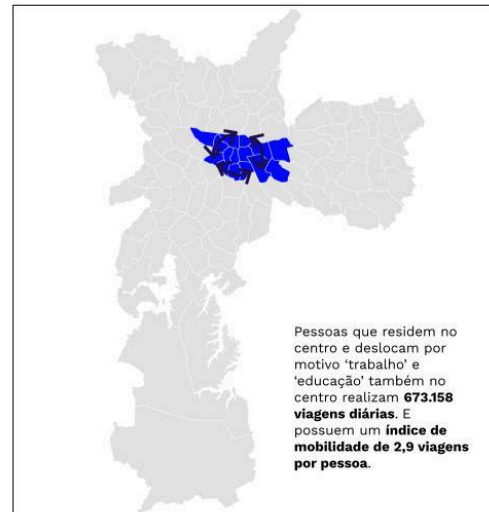 Pessoas que residem no
centro e deslocam por
motivo ‘trabalho’ e
‘educação’ também no
centro realizam 673.158
viagens diárias. E
possuem um índice de
mobilidade de 2,9 viagens
por pessoa.